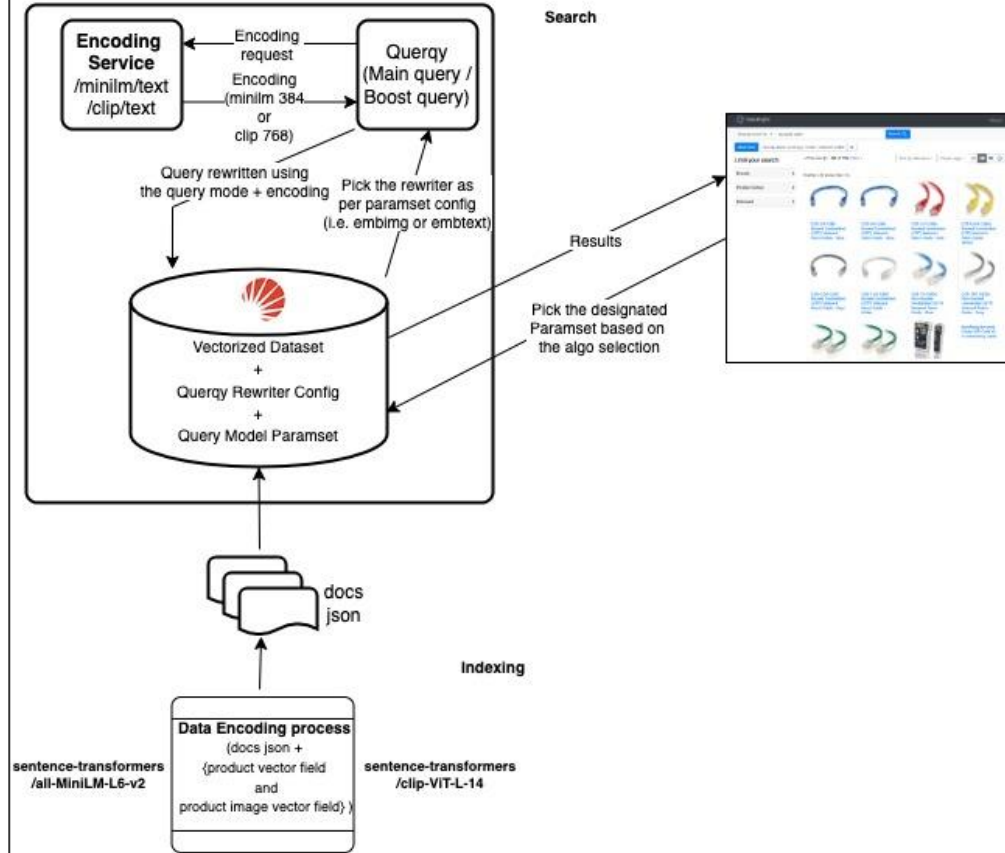 Search
Encoding
Service
/minilm/text
/clip/text
Encoding
request
Encoding
(minilm 384
or
clip 768)
Querqy
(Main query /
Boost query)
Query rewritten using
the query mode + encoding
Pick the rewriter as
per paramset config
(i.e. embimg or embtext)
Results
Pick the designated
Paramset based on
the algo selection
Vectorized Dataset
+
Querqy Rewriter Config
+
Query Model Paramset
docs
json
Indexing
Data Encoding process
(docs json +
{product vector field
and
product image vector field} )
sentence-transformers
/all-MiniLM-L6-v2
sentence-transformers
/clip-ViT-L-14